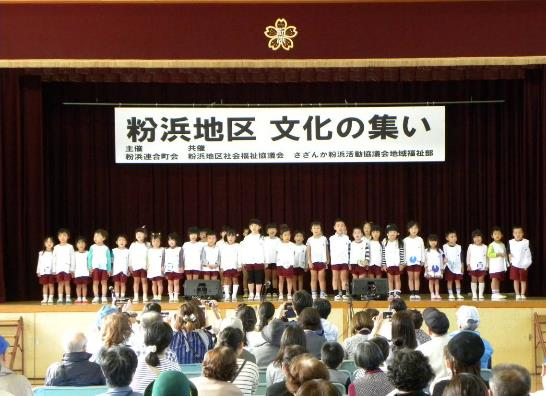 粉浜地区 文化の集い
主催 共催
粉浜連合町会 粉浜地区社会福祉協議会 さざんか粉浜活動協議会地域福祉部